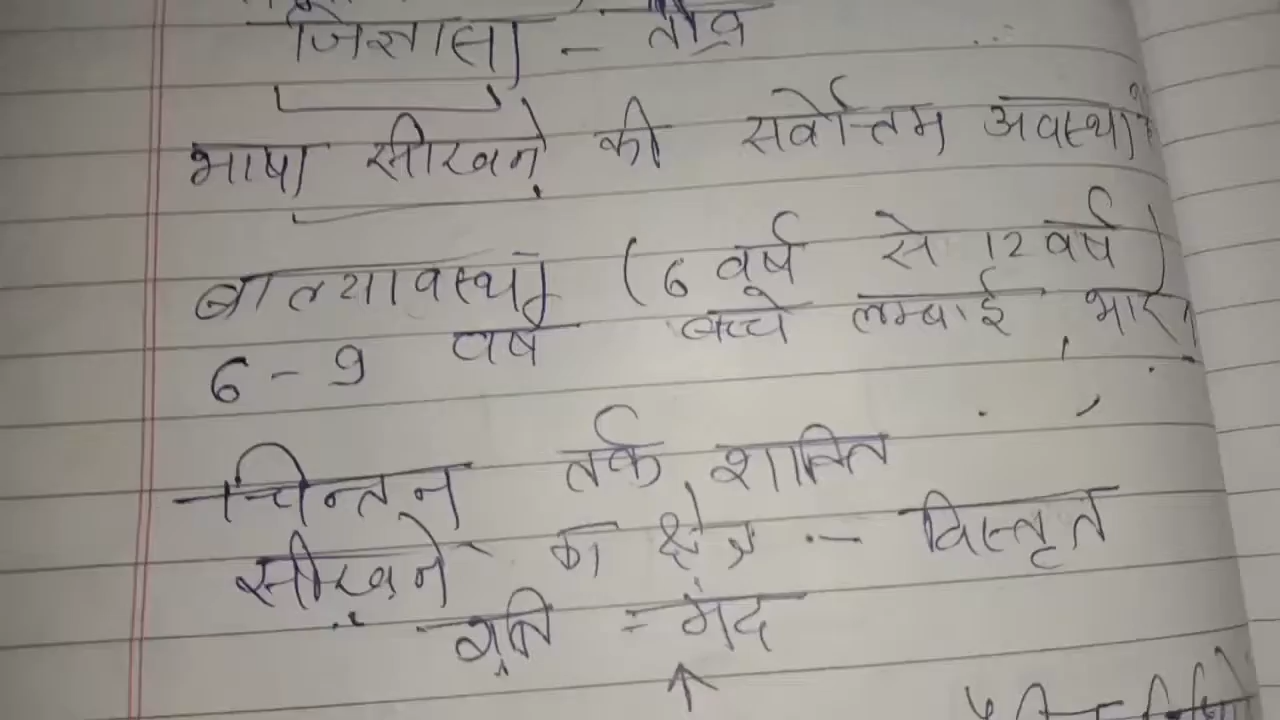 जिज्ञासा - तीव्र
भाषा सीखने की सर्वोत्तम अवस्था
बाल्यावस्था (6 वर्ष से 12 वर्ष)
6 - 9 वर्ष बच्चे लम्बाई, भार
चिन्तन तर्क शक्ति
सीखने का क्षेत्र :- विस्तृत
गति = मंद